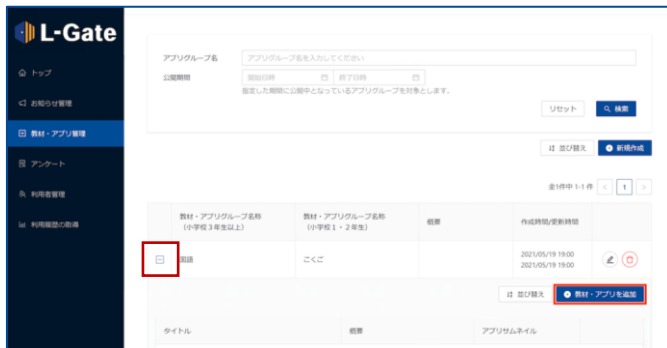 L-Gate
トップ
お知らせ管理
教材・アプリ管理
アンケート
利用者管理
利用履歴の取得
アプリグループ名 アプリグループ名を入力してください
公開期間 開始日時 終了日時
指定した期間に公開中となっているアプリグループを対象とします。
リセット 検索
並び替え 新規作成
全1件中 1-1 件 < 1 >
教材・アプリグループ名称 教材・アプリグループ名称 概要 作成時間/更新時間
(小学校３年生以上) (小学校１・２年生)
国語 こくご 2021/05/19 19:00
2021/05/19 19:00
並び替え 教材・アプリを追加
タイトル 概要 アプリサムネイル